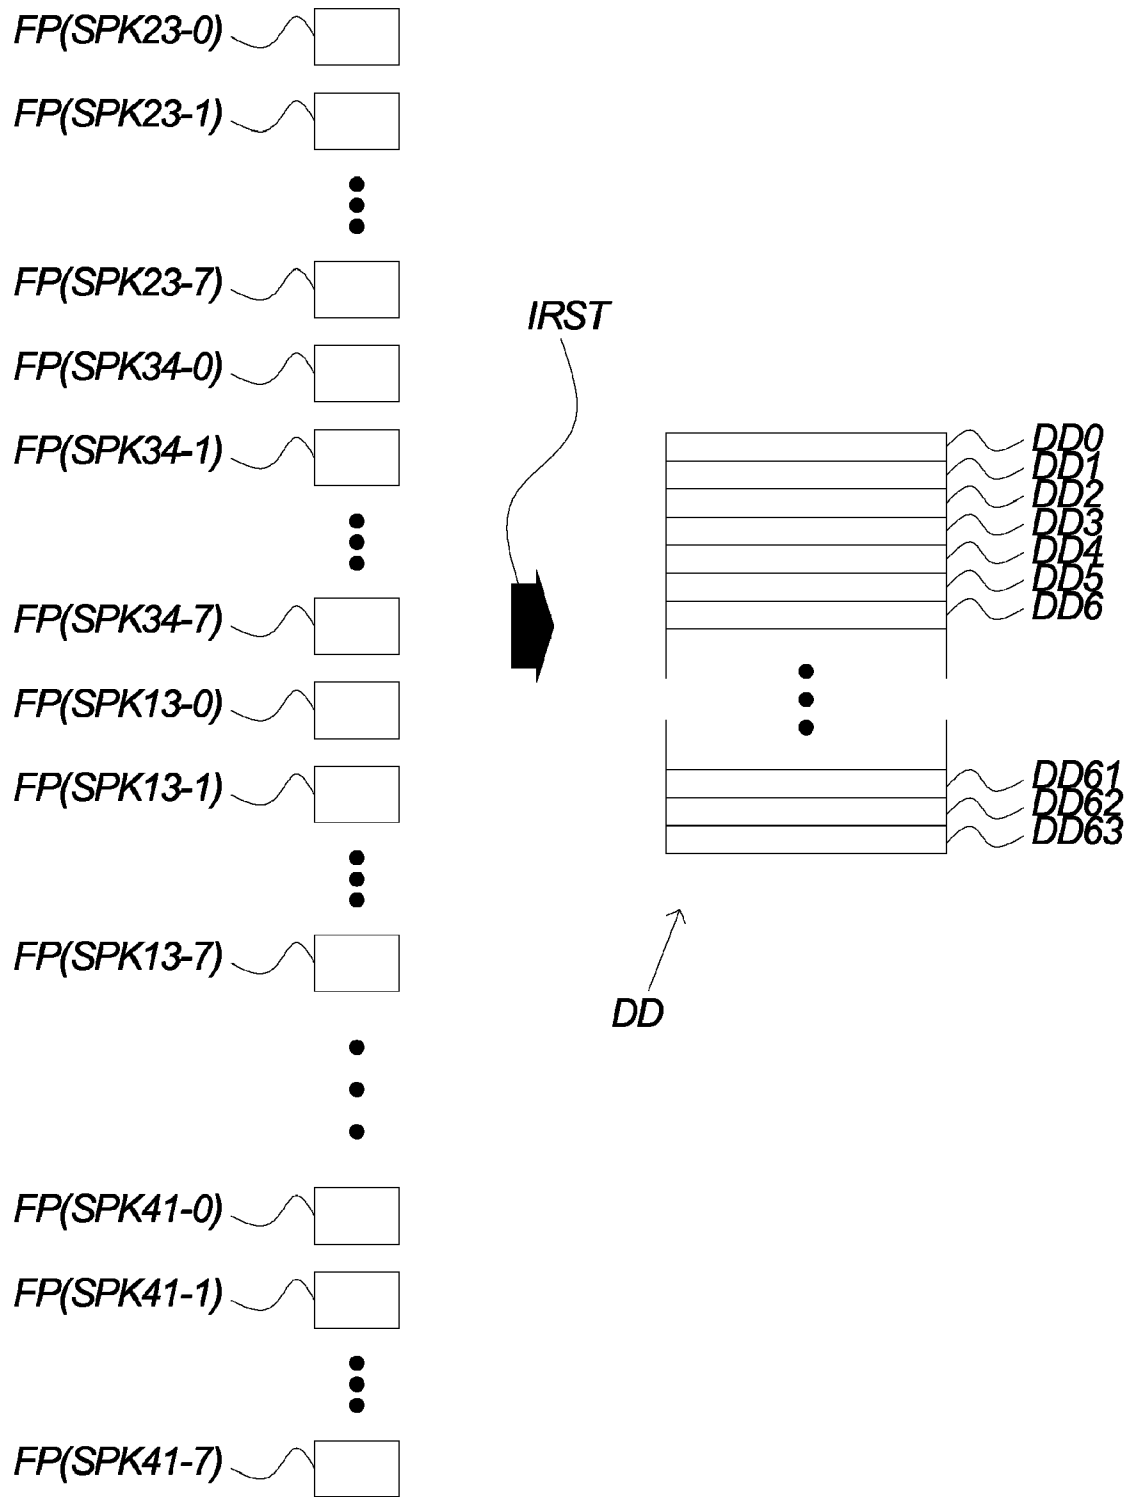 FP(SPK23-0)
FP(SPK23-1)
FP(SPK23-7)
FP(SPK34-0)
FP(SPK34-1)
FP(SPK34-7)
FP(SPK13-0)
FP(SPK13-1)
FP(SPK13-7)
FP(SPK41-0)
FP(SPK41-1)
FP(SPK41-7)
IRST
DD0
DD1
DD2
DD3
DD4
DD5
DD6
DD61
DD62
DD63
DD